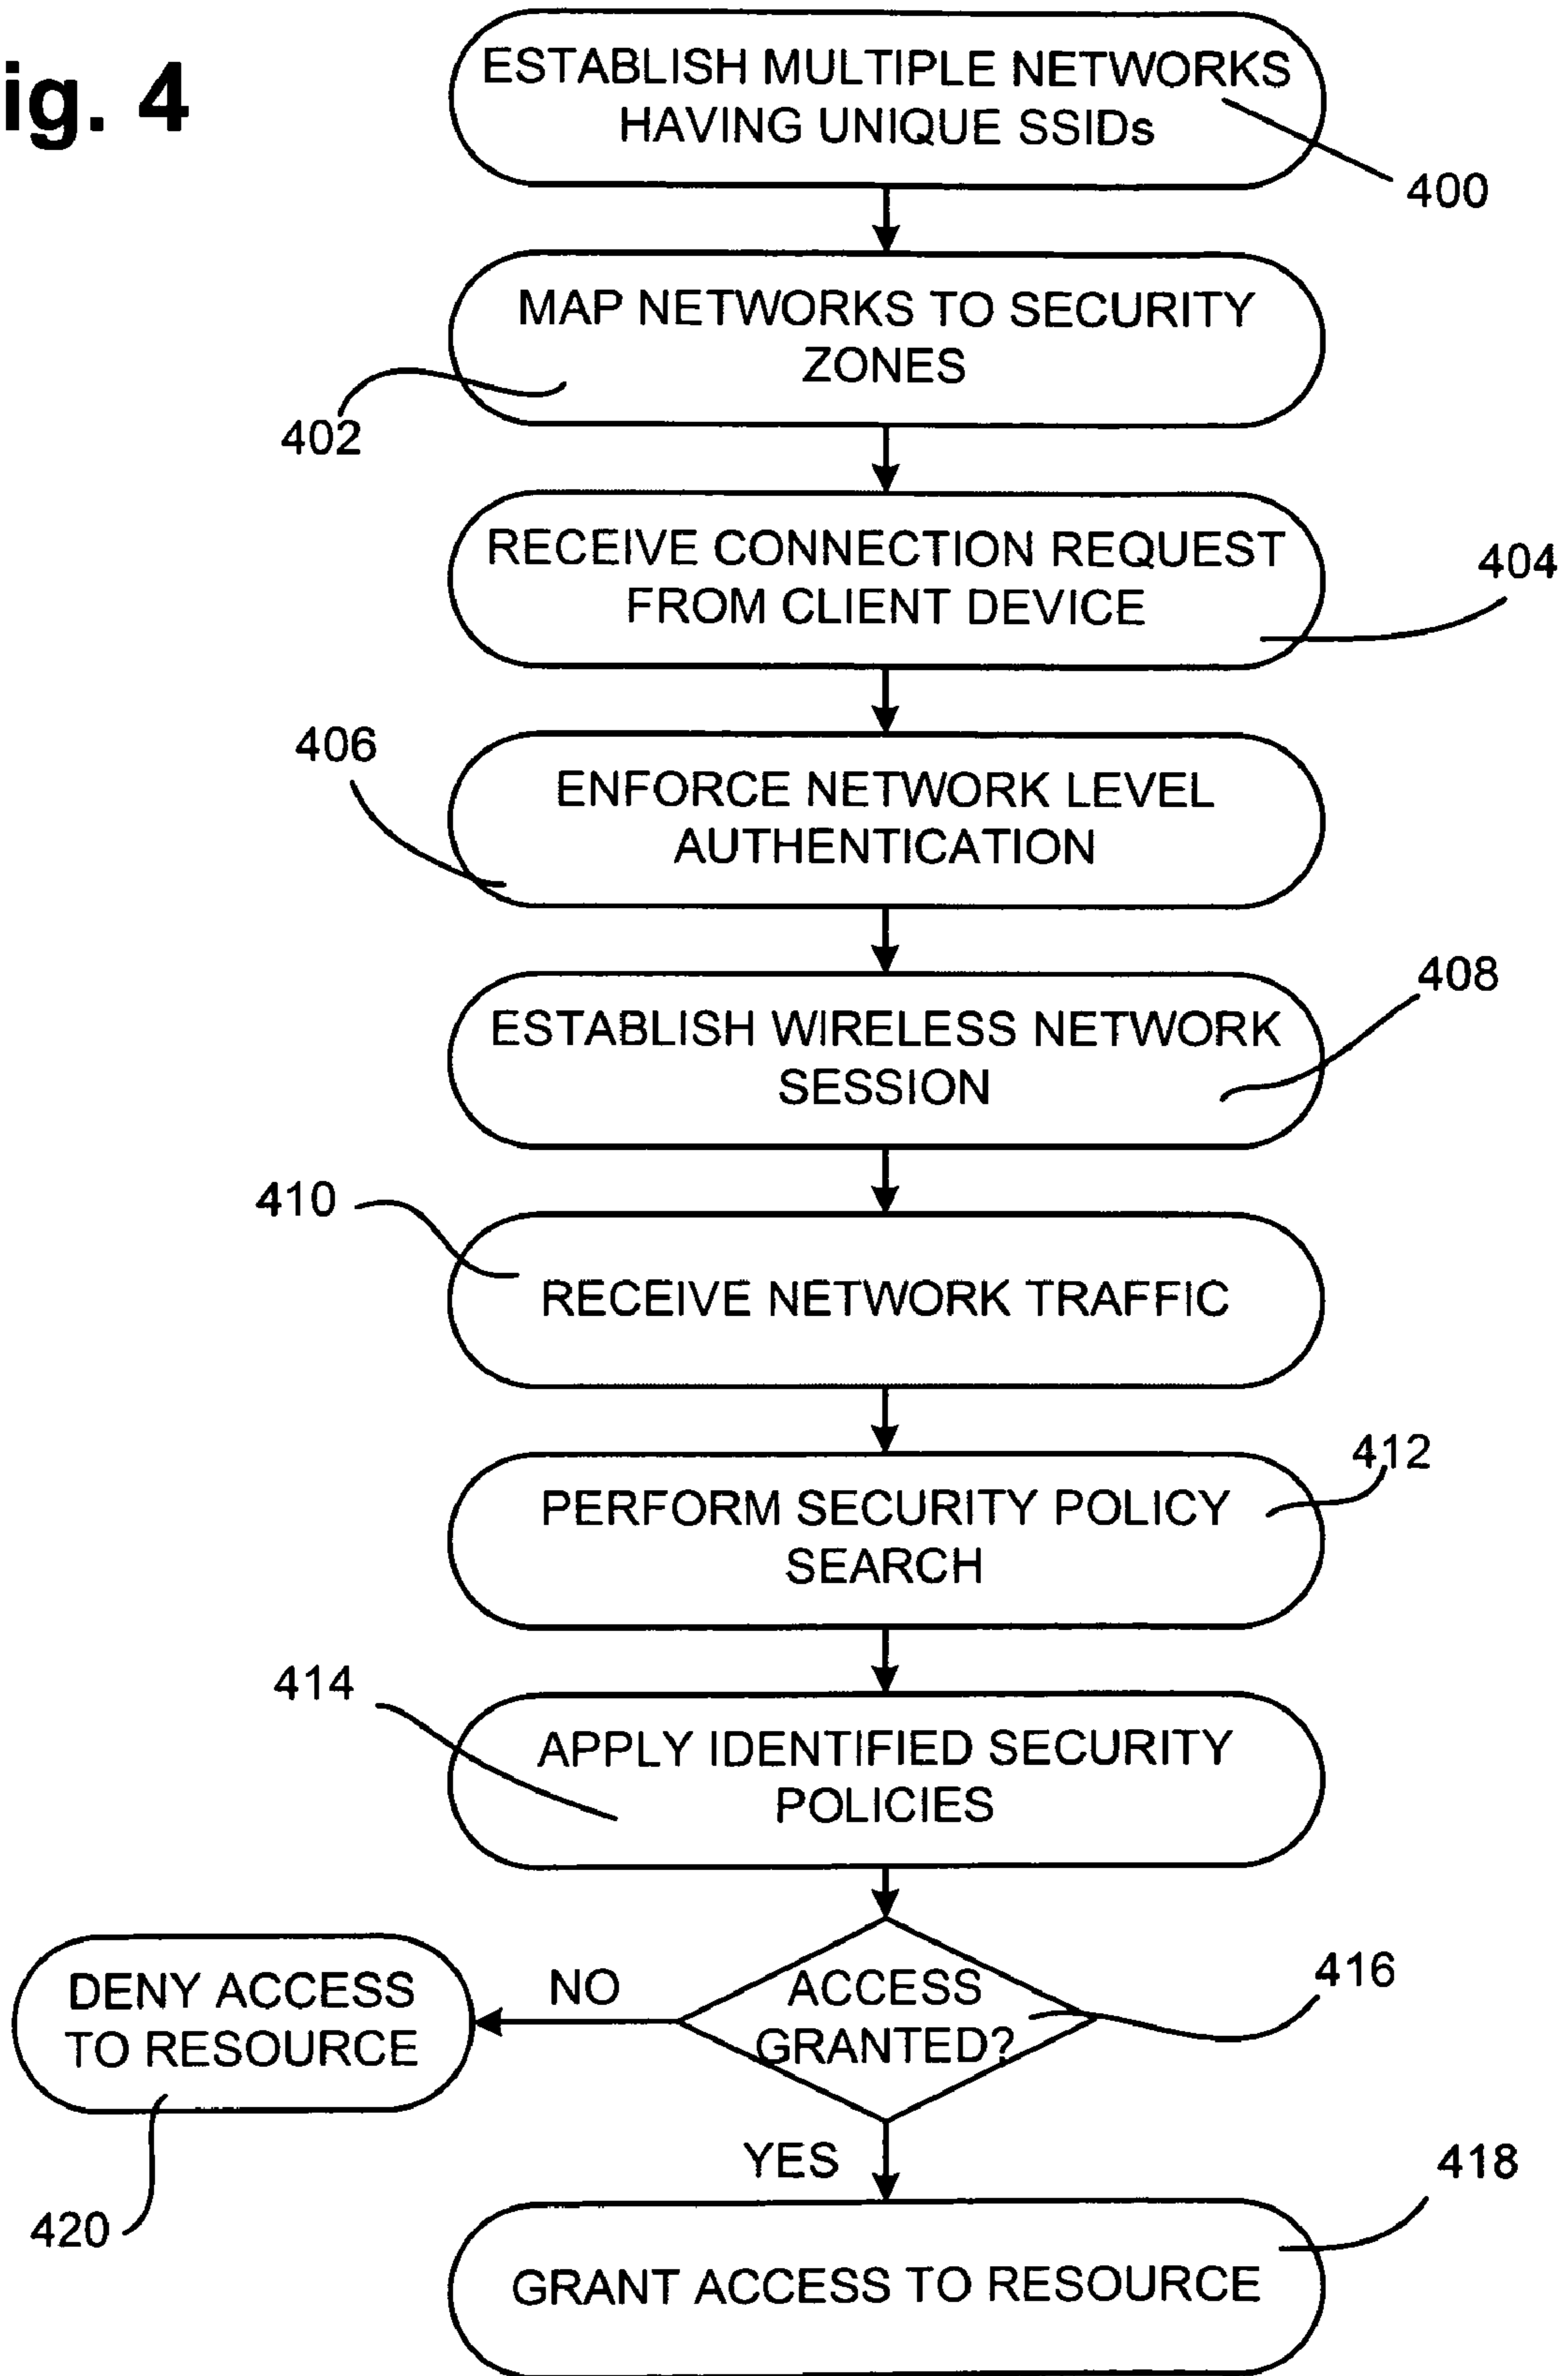 ig. 4
ESTABLISH MULTIPLE NETWORKS
HAVING UNIQUE SSIDs
400
MAP NETWORKS TO SECURITY
ZONES
402
RECEIVE CONNECTION REQUEST
FROM CLIENT DEVICE
404
406
ENFORCE NETWORK LEVEL
AUTHENTICATION
408
ESTABLISH WIRELESS NETWORK
SESSION
410
RECEIVE NETWORK TRAFFIC
412
PERFORM SECURITY POLICY
SEARCH
414
APPLY IDENTIFIED SECURITY
POLICIES
DENY ACCESS
TO RESOURCE
NO
ACCESS
GRANTED?
416
YES
418
420
GRANT ACCESS TO RESOURCE